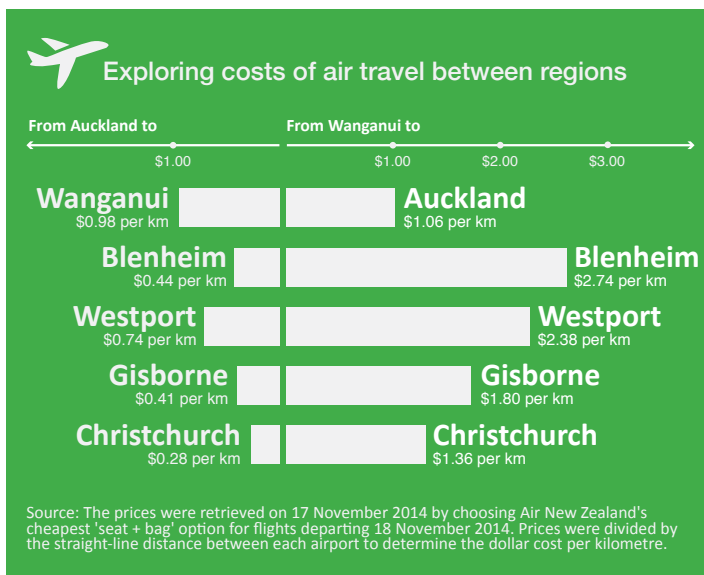 Exploring costs of air travel between regions
From Auckland to From Wanganui to
$1.00 $1.00 $2.00 $3.00
Wanganui Auckland
$0.98 per km $1.06 per km
Blenheim Blenheim
$0.44 per km $2.74 per km
Westport Westport
$0.74 per km $2.38 per km
Gisborne Gisborne
$0.41 per km $1.80 per km
Christchurch Christchurch
$0.28 per km $1.36 per km
Source: The prices were retrieved on 17 November 2014 by choosing Air New Zealand's
cheapest 'seat + bag' option for flights departing 18 November 2014. Prices were divided by
the straight-line distance between each airport to determine the dollar cost per kilometre.